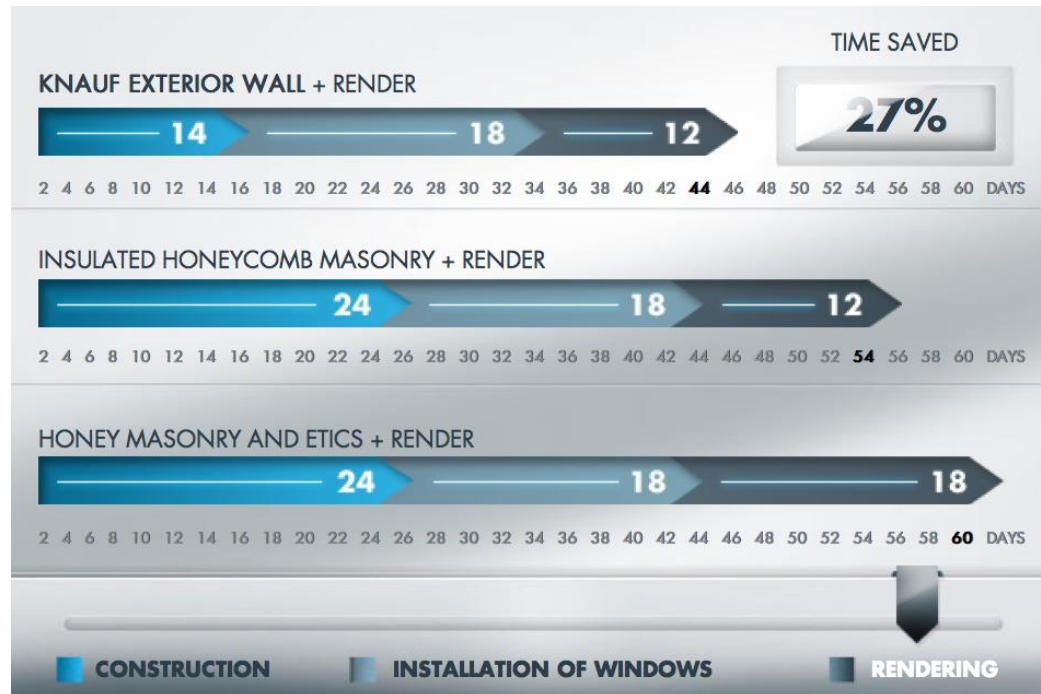 TIME SAVED
27%
KNAUF EXTERIOR WALL + RENDER
14 18 12
2 4 6 8 10 12 14 16 18 20 22 24 26 28 30 32 34 36 38 40 42 44 46 48 50 52 54 56 58 60 DAYS
INSULATED HONEYCOMB MASONRY + RENDER
24 18 12
2 4 6 8 10 12 14 16 18 20 22 24 26 28 30 32 34 36 38 40 42 44 46 48 50 52 54 56 58 60 DAYS
HONEY MASONRY AND ETICS + RENDER
24 18 18
2 4 6 8 10 12 14 16 18 20 22 24 26 28 30 32 34 36 38 40 42 44 46 48 50 52 54 56 58 60 DAYS
CONSTRUCTION INSTALLATION OF WINDOWS RENDERING